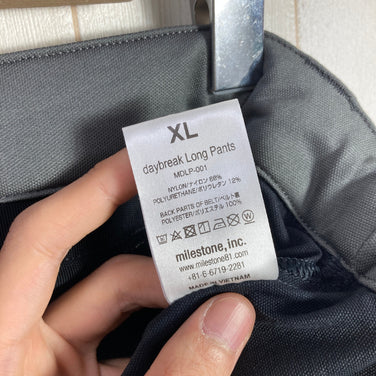 XL
daybreak Long Pants
MDLP-001
NYLON/ナイロン 88%
POLYURETHANE/ポリウレタン 12%
BACK PARTS OF BELT/ベルト裏
POLYESTER/ポリエステル 100%
milestone, inc.
www.milestone81.com
+81-6-6719-2281
MADE IN VIETNAM